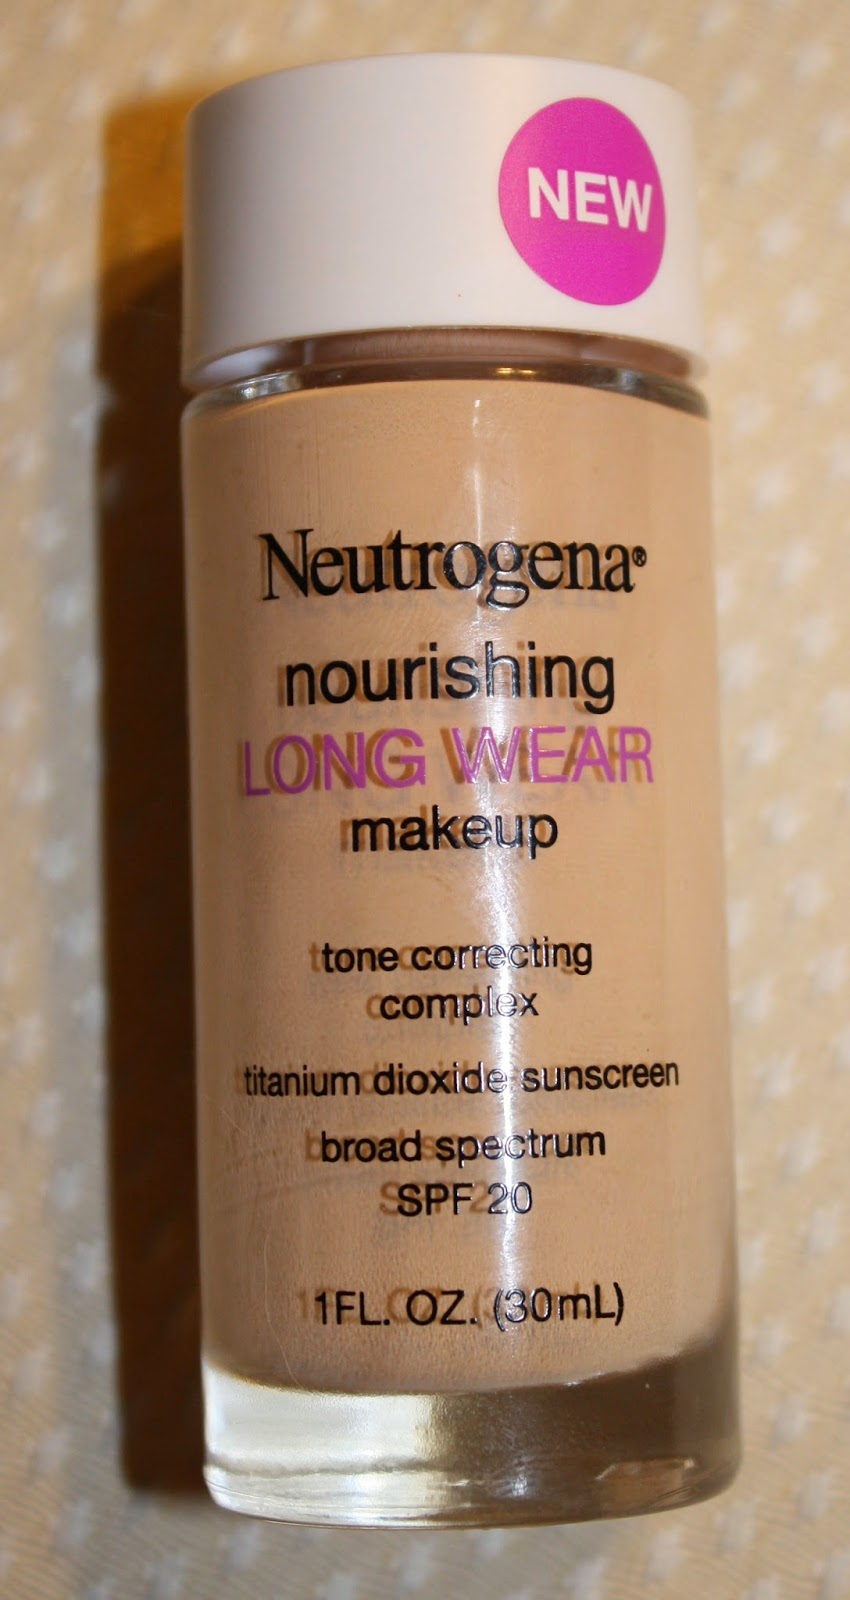 NEW
Neutrogena®
nourishing
LONG WEAR
makeup
tone correcting
complex
titanium dioxide sunscreen
broad spectrum
SPF 20
1FL. OZ. (30mL)